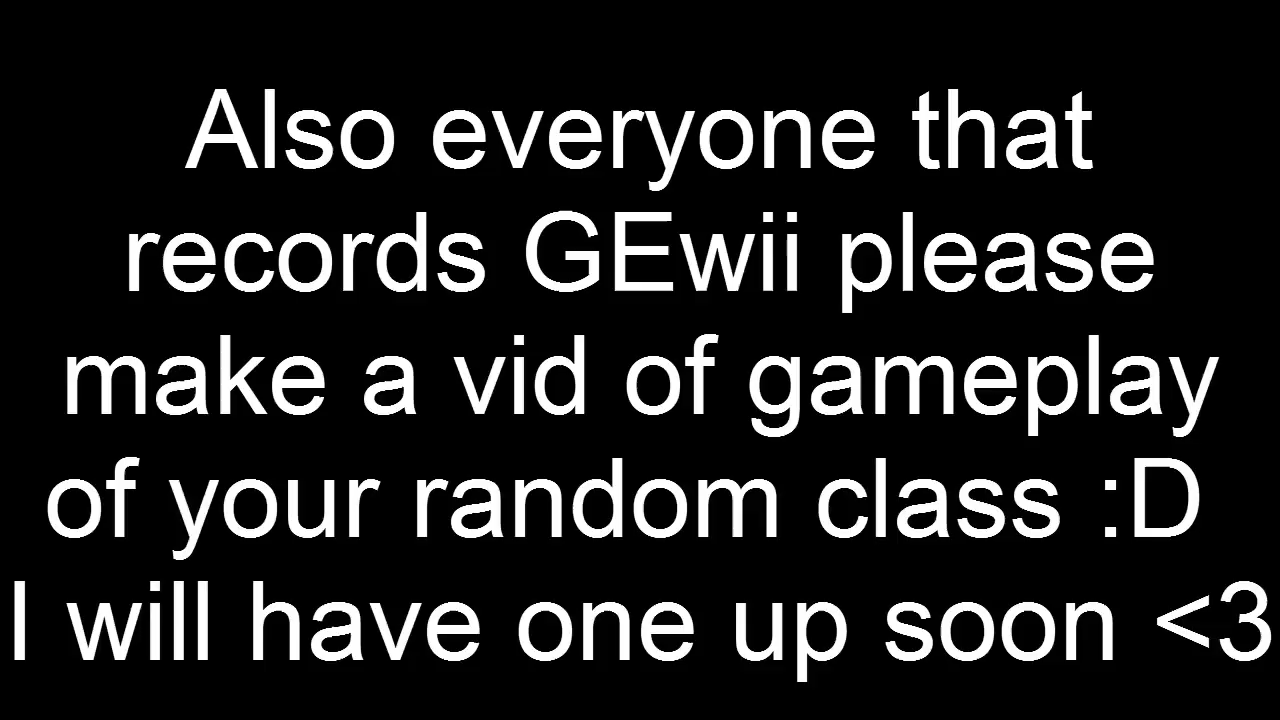 Also everyone that
records GEwii please
make a vid of gameplay
of your random class :D
I will have one up soon <3